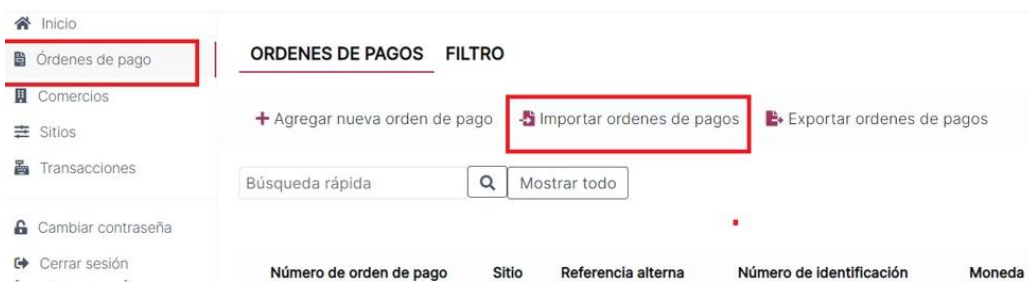 Inicio
Órdenes de pago
Comercios
Sitios
Transacciones
Cambiar contraseña
Cerrar sesión
ORDENES DE PAGOS FILTRO
Agregar nueva orden de pago Importar ordenes de pagos Exportar ordenes de pagos
Búsqueda rápida Mostrar todo
Número de orden de pago Sitio Referencia alterna Número de identificación Moneda